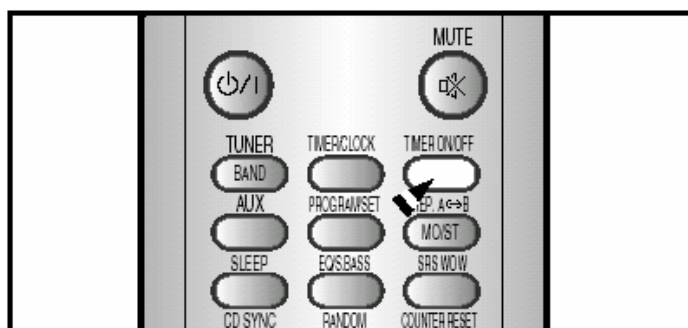 MUTE
TUNER TIMER/CLOCK TIMER ON/OFF
BAND
AUX PROGRAM/SET REP. A↔B
MO/ST
SLEEP EQ/S.BASS SRS WOW
CD SYNC RANDOM COUNTER RESET